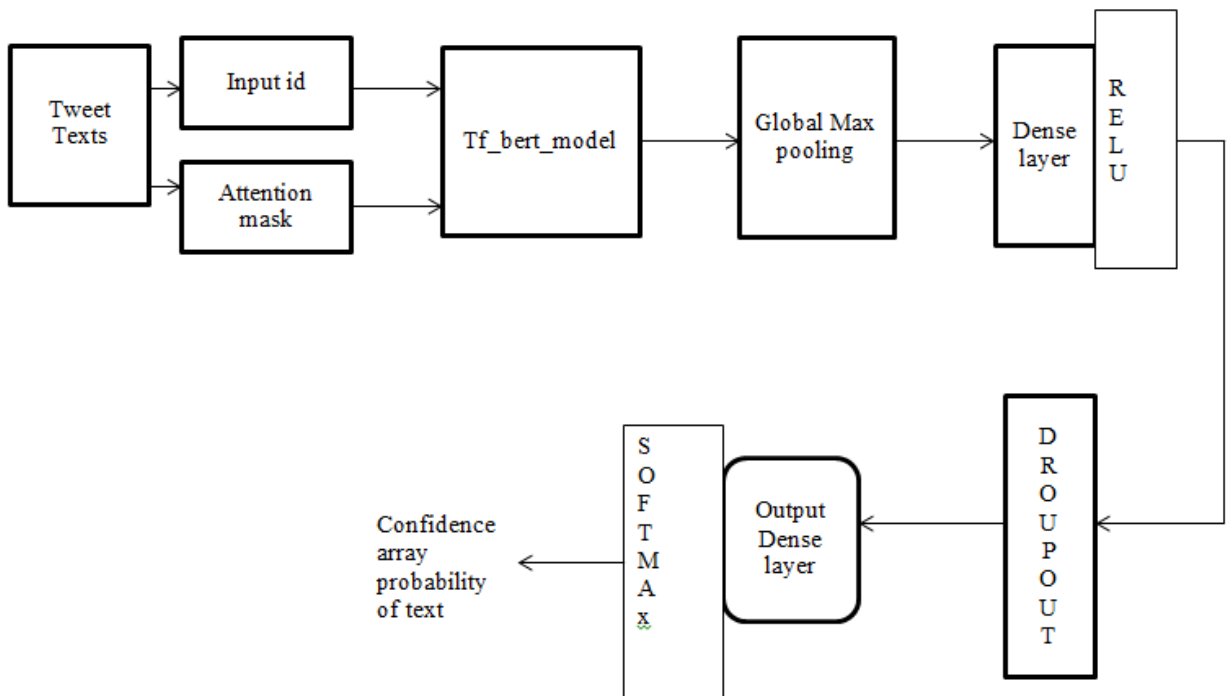 Tweet
Texts
Input id
Attention
mask
Tf_bert_model
Global Max
pooling
Dense
layer
R
E
L
U
D
R
O
U
P
O
U
T
Output
Dense
layer
S
O
F
T
M
A
x
Confidence
array
probability
of text